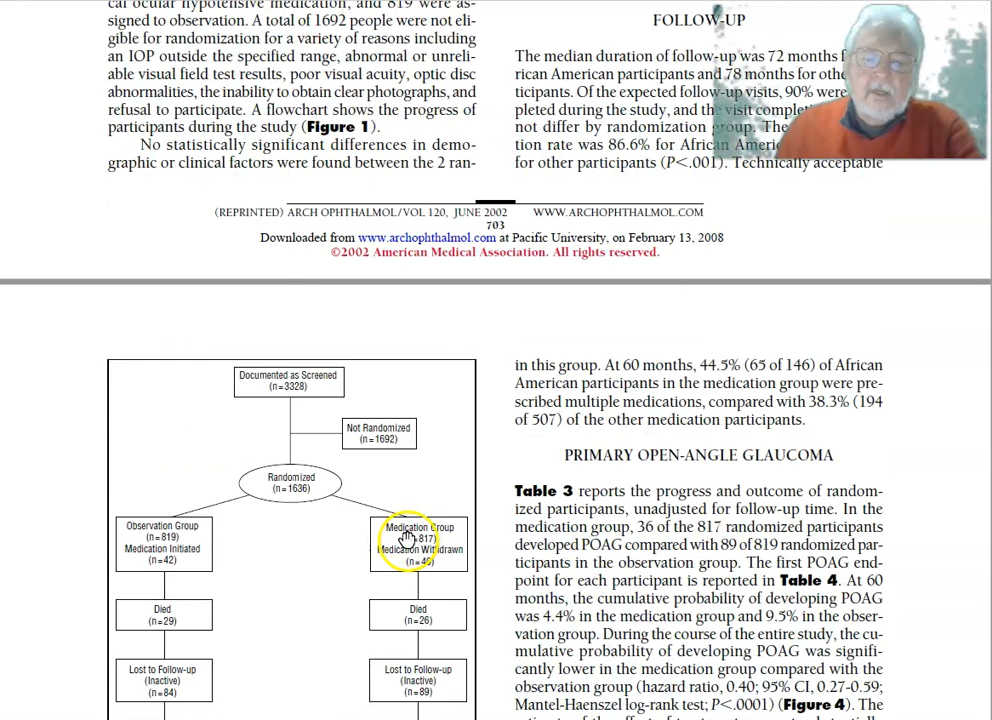 cal ocular hypotensive medication, and 819 were as-
signed to observation. A total of 1692 people were not eli-
gible for randomization for a variety of reasons including
an IOP outside the specified range, abnormal or unreli-
able visual field test results, poor visual acuity, optic disc
abnormalities, the inability to obtain clear photographs, and
refusal to participate. A flowchart shows the progress of
participants during the study (Figure 1).
No statistically significant differences in demo-
graphic or clinical factors were found between the 2 ran-
FOLLOW-UP
The median duration of follow-up was 72 months
rican American participants and 78 months for
ticipants. Of the expected follow-up visits, 90% were
pleted during the study, and the visit
not differ by randomization group. The
tion rate was 86.6% for African
for other participants (P<.001). Technically acceptable
(REPRINTED) ARCH OPHTHALMOL/VOL 120, JUNE 2002 WWW.ARCHOPHTHALMOL.COM
703
Downloaded from www.archophthalmol.com at Pacific University, on February 13, 2008
©2002 American Medical Association. All rights reserved.
Documented as Screened
(n=3328)
Not Randomized
(n=1692)
Randomized
(n=1636)
Observation Group
(n=819)
Medication Initiated
(n=42)
Medication Group
817)
Medication Withdrawn
Died
(n=29)
Died
(n=26)
Lost to Follow-up
(Inactive)
(n=84)
Lost to Follow-up
(Inactive)
(n=89)
in this group. At 60 months, 44.5% (65 of 146) of African
American participants in the medication group were pre-
scribed multiple medications, compared with 38.3% (194
of 507) of the other medication participants.
PRIMARY OPEN-ANGLE GLAUCOMA
Table 3 reports the progress and outcome of random-
ized participants, unadjusted for follow-up time. In the
medication group, 36 of the 817 randomized participants
developed POAG compared with 89 of 819 randomized par-
ticipants in the observation group. The first POAG end-
point for each participant is reported in Table 4. At 60
months, the cumulative probability of developing POAG
was 4.4% in the medication group and 9.5% in the obser-
vation group. During the course of the entire study, the cu-
mulative probability of developing POAG was signifi-
cantly lower in the medication group compared with the
observation group (hazard ratio, 0.40; 95% CI, 0.27-0.59;
Mantel-Haenszel log-rank test; P<.0001) (Figure 4). The